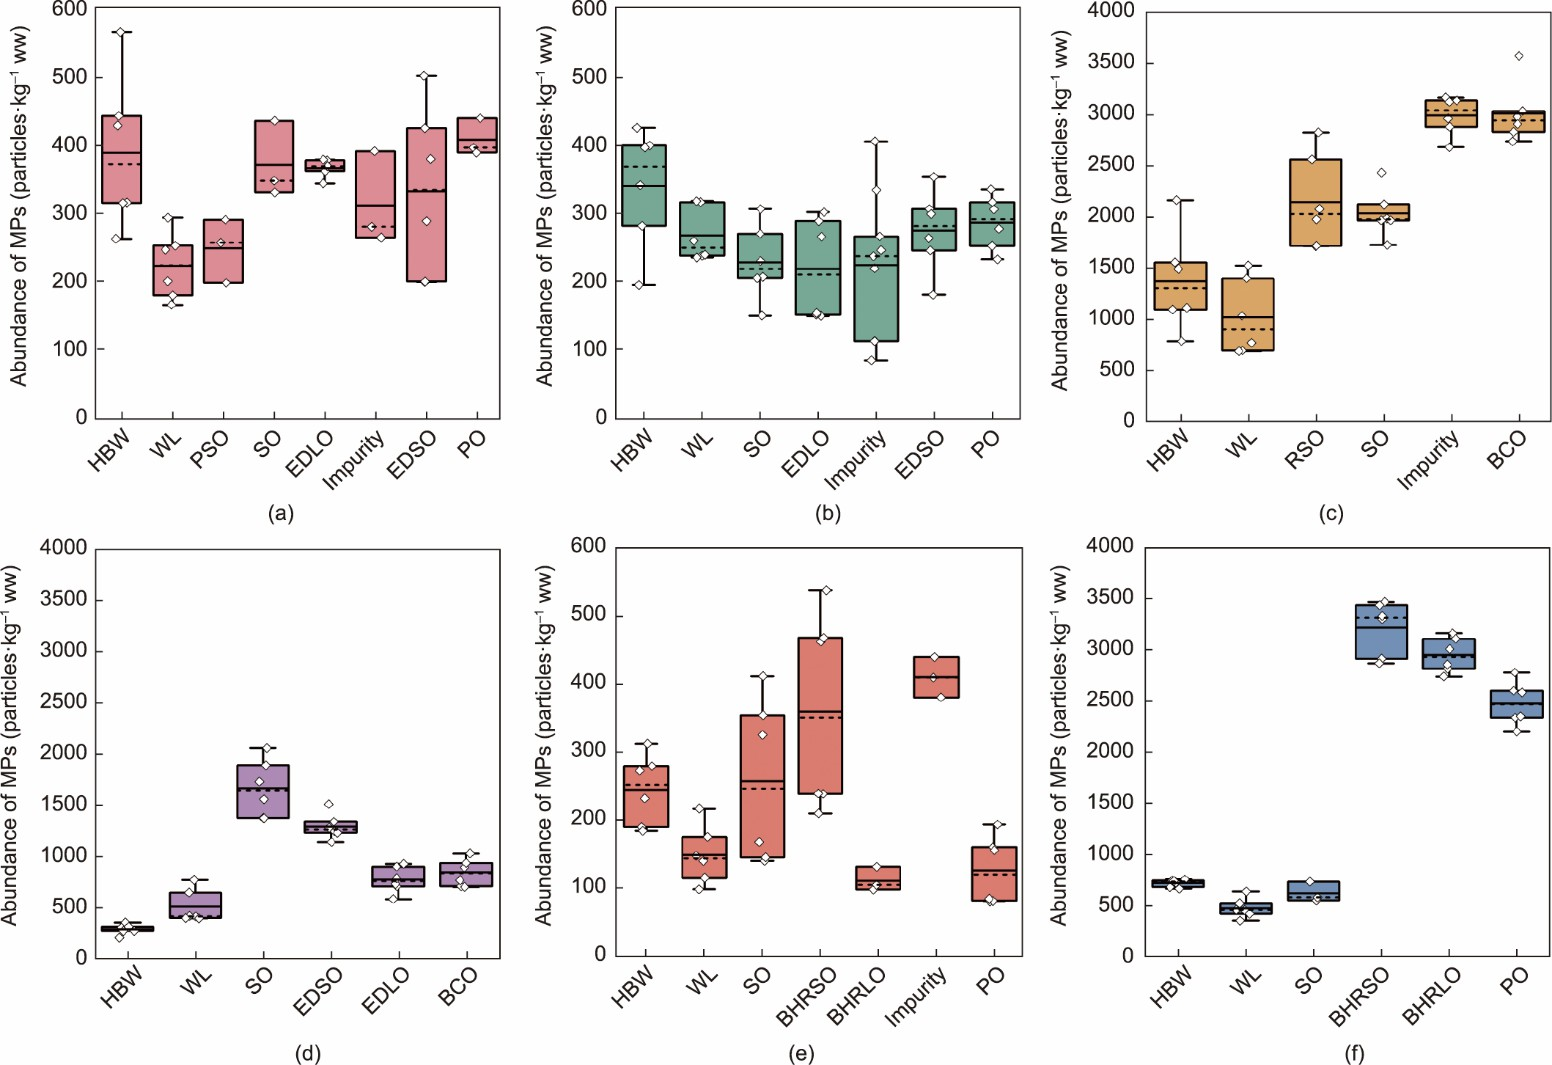 Abundance of MPs (particles·kg⁻¹ ww)
600
500
400
300
200
100
0
HBW
WL
PSO
SO
EDLO
Impurity
EDSO
PO
(a)
Abundance of MPs (particles·kg⁻¹ ww)
600
500
400
300
200
100
0
HBW
WL
SO
EDLO
Impurity
EDSO
PO
(b)
Abundance of MPs (particles·kg⁻¹ ww)
4000
3500
3000
2500
2000
1500
1000
500
0
HBW
WL
RSO
SO
Impurity
BCO
(c)
Abundance of MPs (particles·kg⁻¹ ww)
4000
3500
3000
2500
2000
1500
1000
500
0
HBW
WL
SO
EDSO
EDLO
BCO
(d)
Abundance of MPs (particles·kg⁻¹ ww)
600
500
400
300
200
100
0
HBW
WL
SO
BHRSO
BHRLO
Impurity
PO
(e)
Abundance of MPs (particles·kg⁻¹ ww)
4000
3500
3000
2500
2000
1500
1000
500
0
HBW
WL
SO
BHRSO
BHRLO
PO
(f)